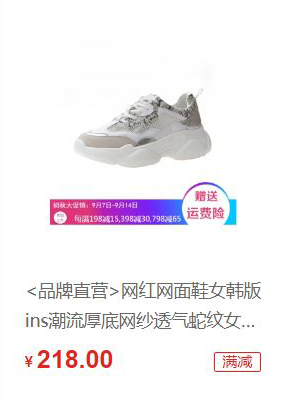 赠送
运费险
初秋大促销：9月7日-9月14日
每满198减15,398减30,798减65
<品牌直营>网红网面鞋女韩版
ins潮流厚底网纱透气蛇纹女...
¥218.00
满减